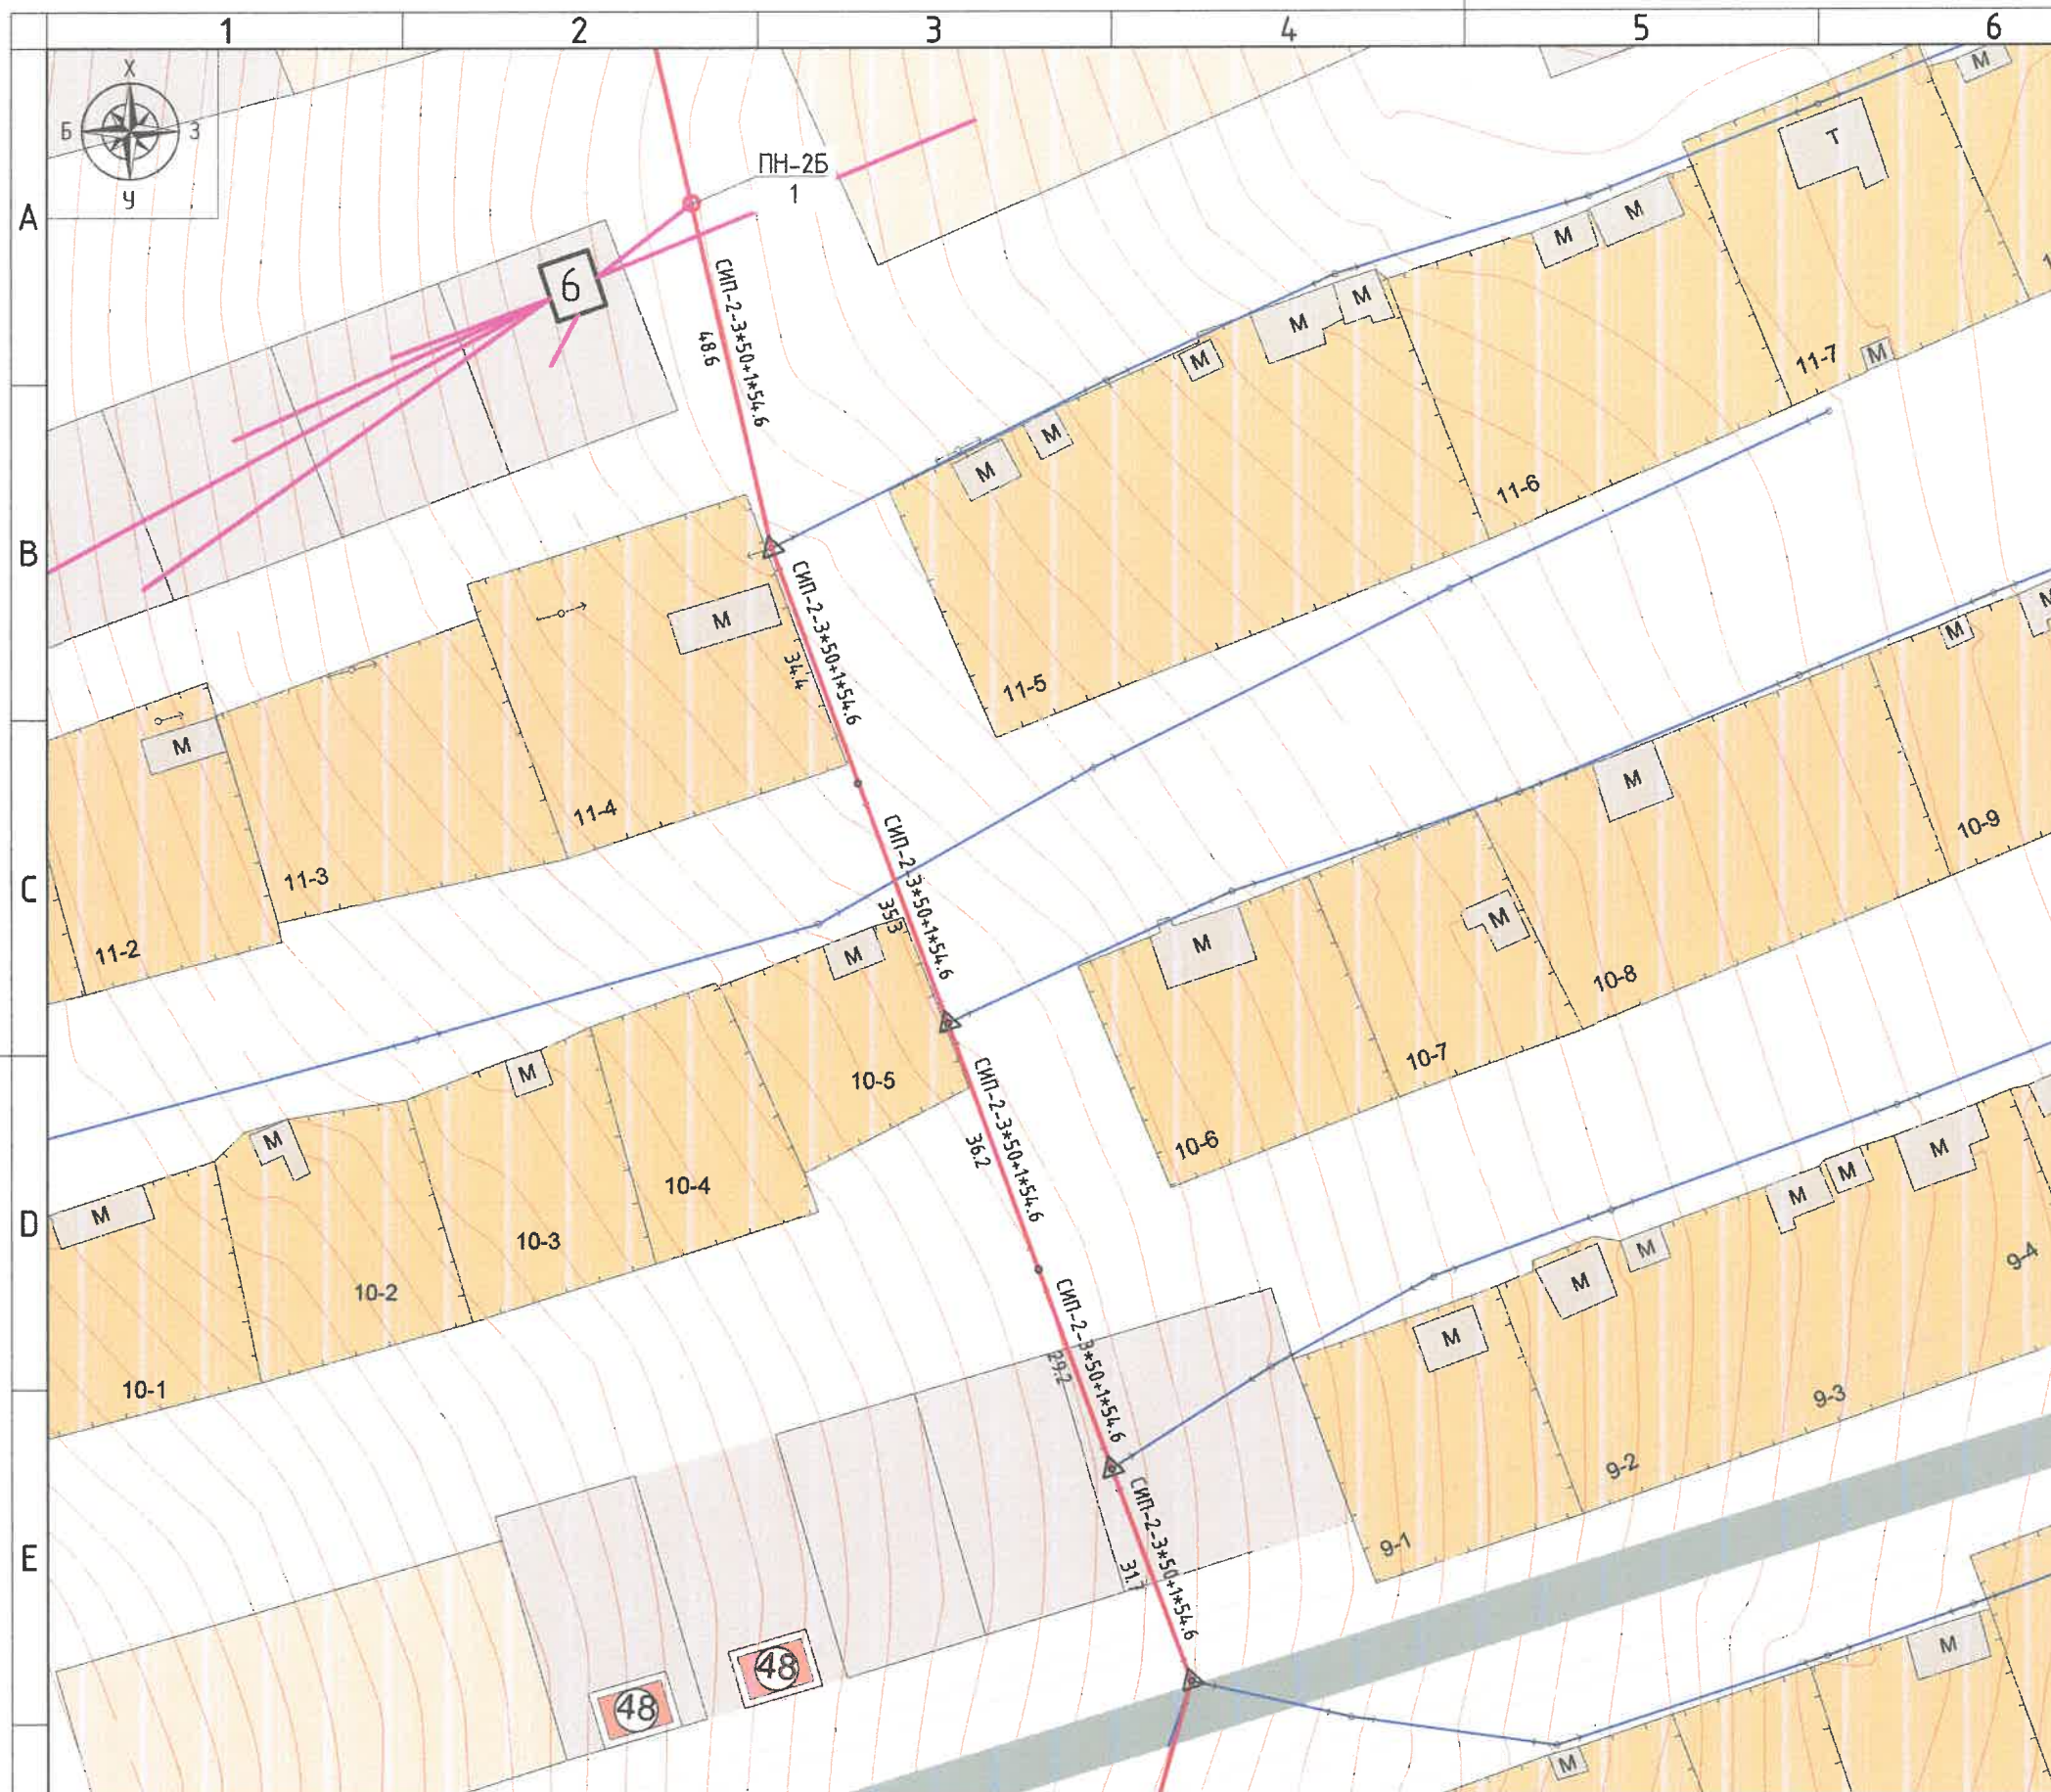 1 2 3 4 5 6
Х
Б З
У
A
B
C
D
E
ПН-2Б
1
6
СИП-2-3*50+1*54.6
48.6
М
Т
М
М
М
М
М
М
М
М
11-7
11-6
11-5
СИП-2-3*50+1*54.6
34.4
М
М
11-4
11-3
11-2
М
М
М
10-9
СИП-2-3*50+1*54.6
35.3
М
М
М
10-8
10-7
10-6
10-5
СИП-2-3*50+1*54.6
36.2
М
М
М
10-4
10-3
10-2
10-1
М
М
М
М
М
М
9-4
9-3
9-2
9-1
СИП-2-3*50+1*54.6
29.2
СИП-2-3*50+1*54.6
31.7
48
48
М
М